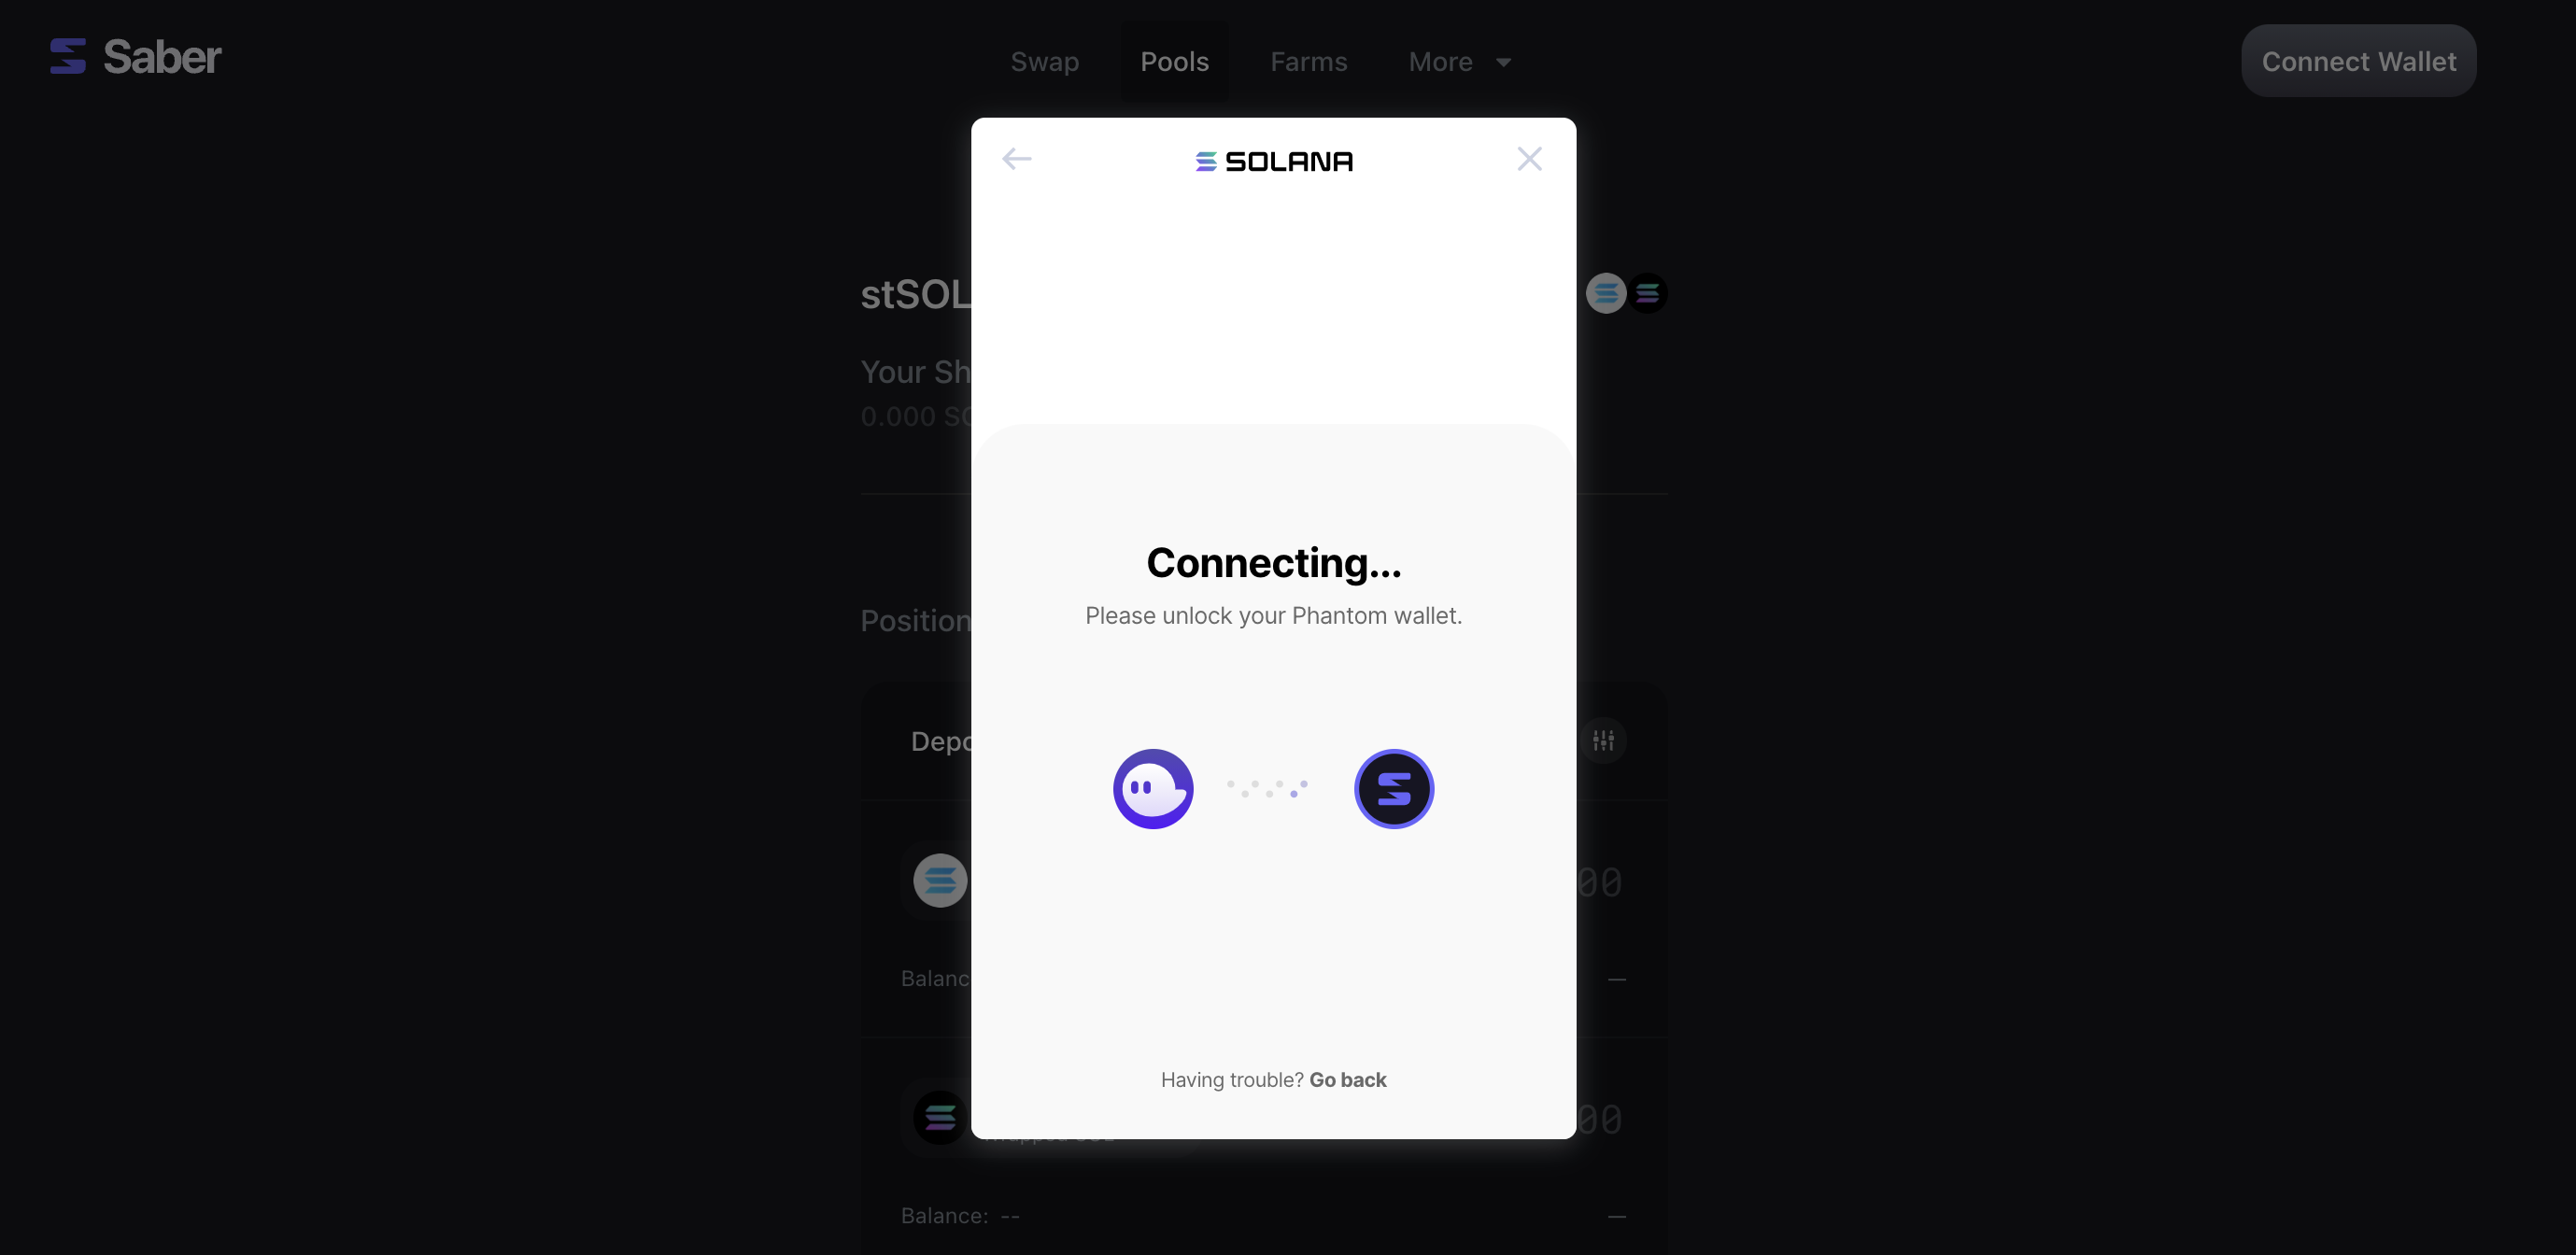 Saber
Swap
Pools
Farms
More
Connect Wallet
SOLANA
stSOL
Your Sh
0.000 SO
Position
Depo
Connecting...
Please unlock your Phantom wallet.
00
Balanc
—
Having trouble? Go back
00
Balance: --
—